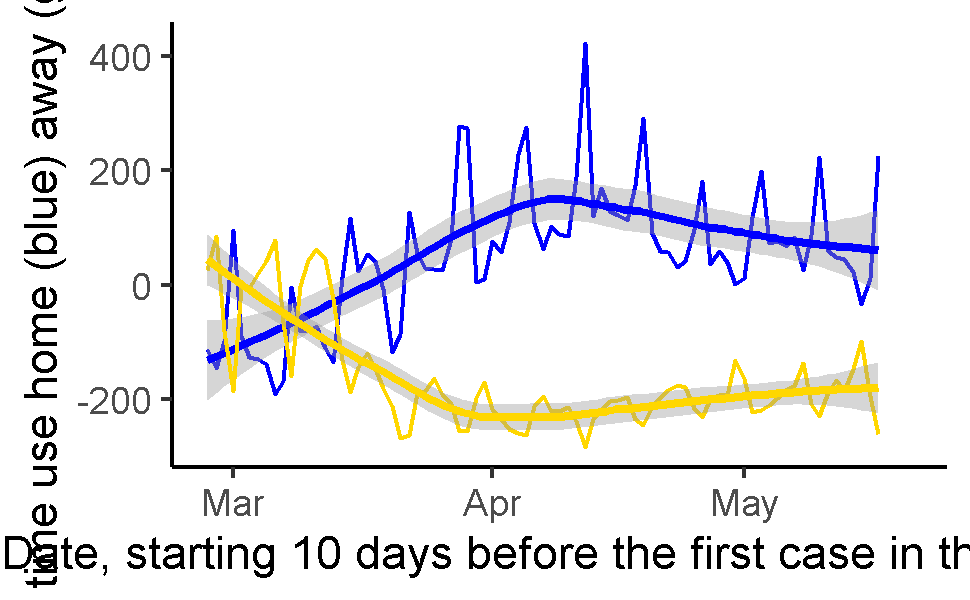 time use home (blue) away (
400
200
0
-200
Mar Apr May
Date, starting 10 days before the first case in th